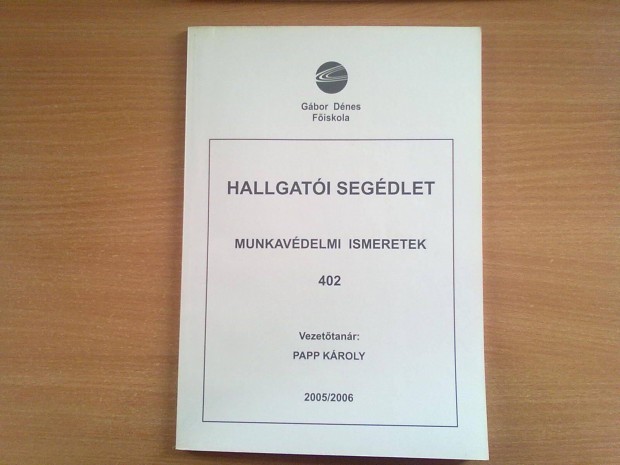 Gábor Dénes
Főiskola
HALLGATÓI SEGÉDLET
MUNKAVÉDELMI ISMERETEK
402
Vezetőtanár:
PAPP KÁROLY
2005/2006